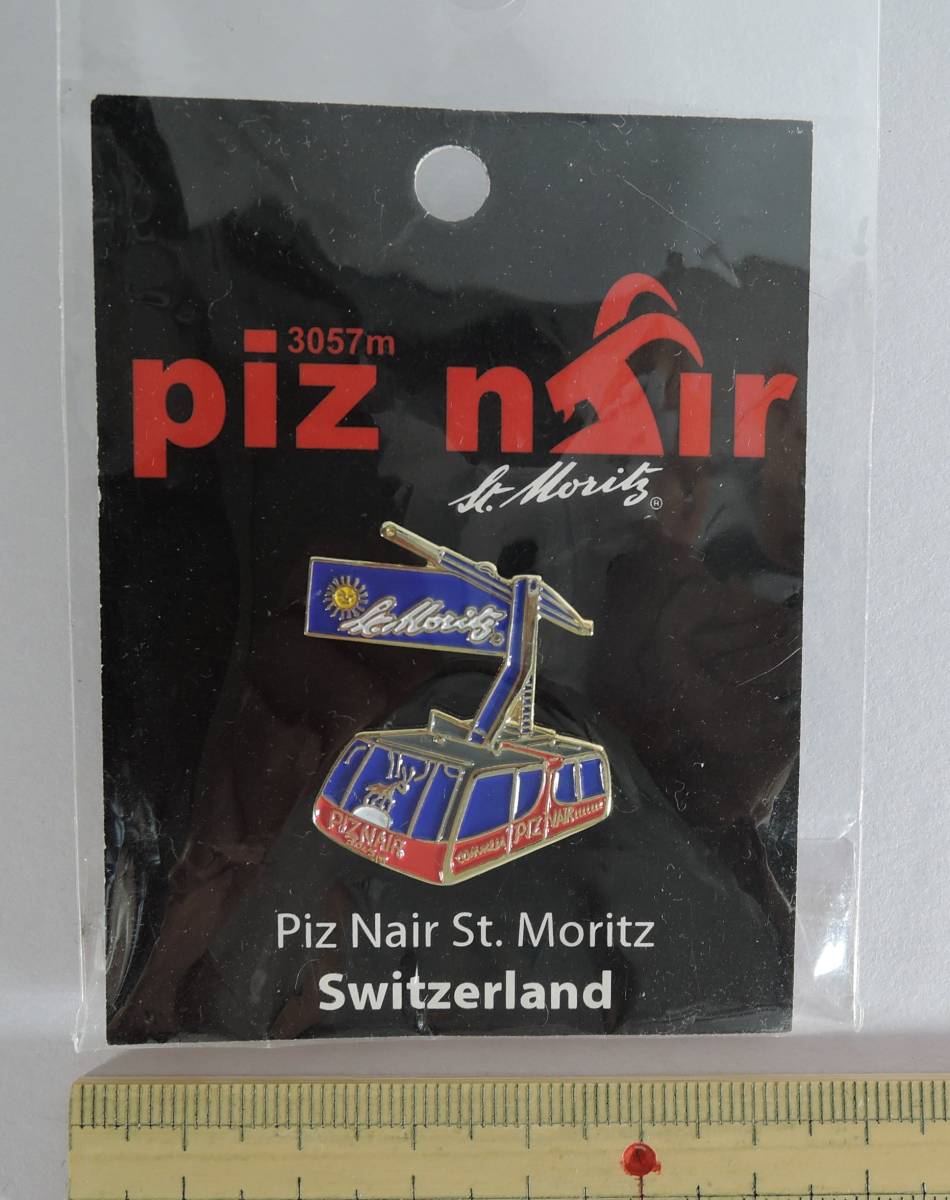 3057m
piz nair
St. Moritz®
St. Moritz
PIZ NAIR
PIZ NAIR
Piz Nair St. Moritz
Switzerland